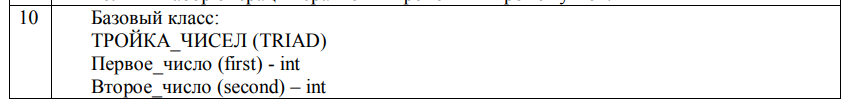 10 Базовый класс:
ТРОЙКА_ЧИСЕЛ (TRIAD)
Первое_число (first) - int
Второе_число (second) – int